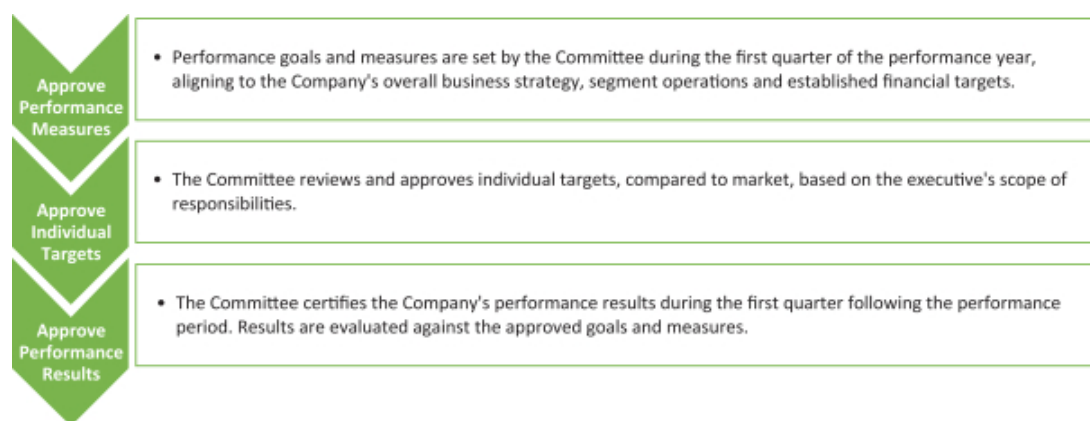 Approve
Performance
Measures
• Performance goals and measures are set by the Committee during the first quarter of the performance year,
aligning to the Company's overall business strategy, segment operations and established financial targets.
Approve
Individual
Targets
• The Committee reviews and approves individual targets, compared to market, based on the executive's scope of
responsibilities.
Approve
Performance
Results
• The Committee certifies the Company's performance results during the first quarter following the performance
period. Results are evaluated against the approved goals and measures.